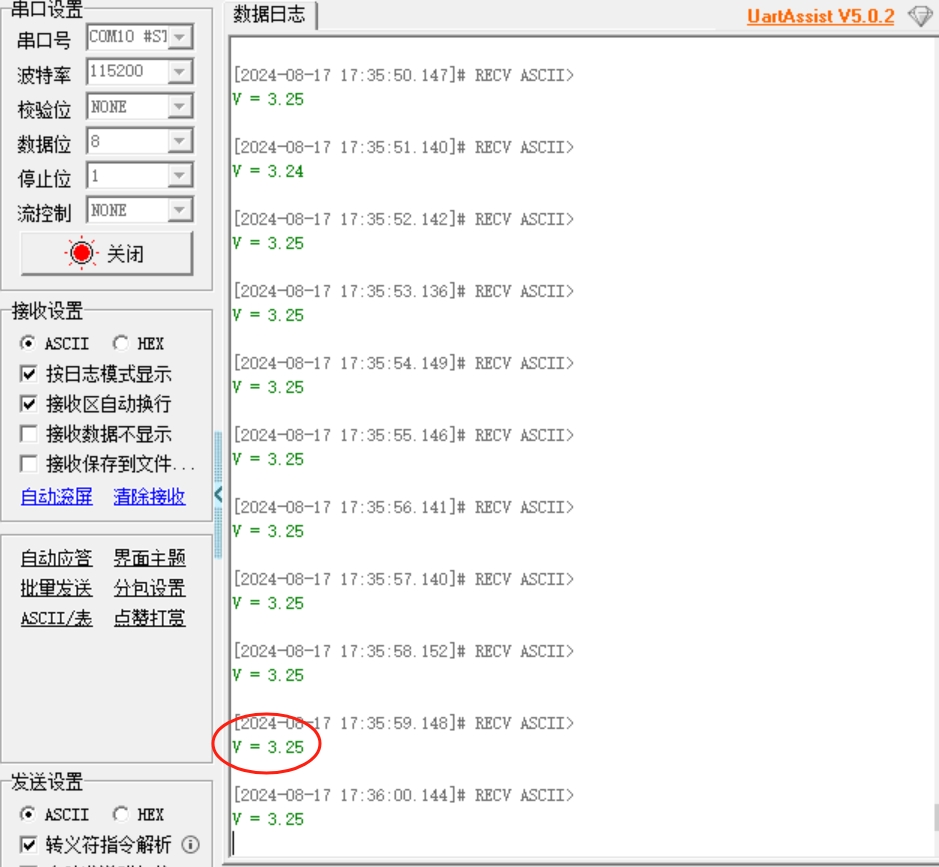 串口设置
串口号 COM10 #ST
波特率 115200
校验位 NONE
数据位 8
停止位 1
流控制 NONE
关闭
接收设置
ASCII HEX
按日志模式显示
接收区自动换行
接收数据不显示
接收保存到文件...
自动滚屏 清除接收
自动应答 界面主题
批量发送 分包设置
ASCII/表 点赞打赏
发送设置
ASCII HEX
转义符指令解析
数据日志
UartAssist V5.0.2
[2024-08-17 17:35:50.147]# RECV ASCII>
V = 3.25
[2024-08-17 17:35:51.140]# RECV ASCII>
V = 3.24
[2024-08-17 17:35:52.142]# RECV ASCII>
V = 3.25
[2024-08-17 17:35:53.136]# RECV ASCII>
V = 3.25
[2024-08-17 17:35:54.149]# RECV ASCII>
V = 3.25
[2024-08-17 17:35:55.146]# RECV ASCII>
V = 3.25
[2024-08-17 17:35:56.141]# RECV ASCII>
V = 3.25
[2024-08-17 17:35:57.140]# RECV ASCII>
V = 3.25
[2024-08-17 17:35:58.152]# RECV ASCII>
V = 3.25
[2024-08-17 17:35:59.148]# RECV ASCII>
V = 3.25
[2024-08-17 17:36:00.144]# RECV ASCII>
V = 3.25